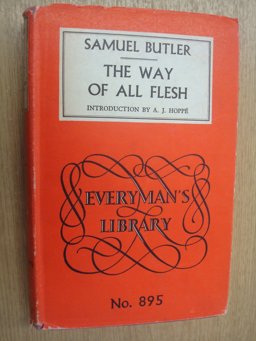 SAMUEL BUTLER
THE WAY
OF ALL FLESH
INTRODUCTION BY A. J. HOPPÉ
EVERYMAN'S
LIBRARY
No. 895